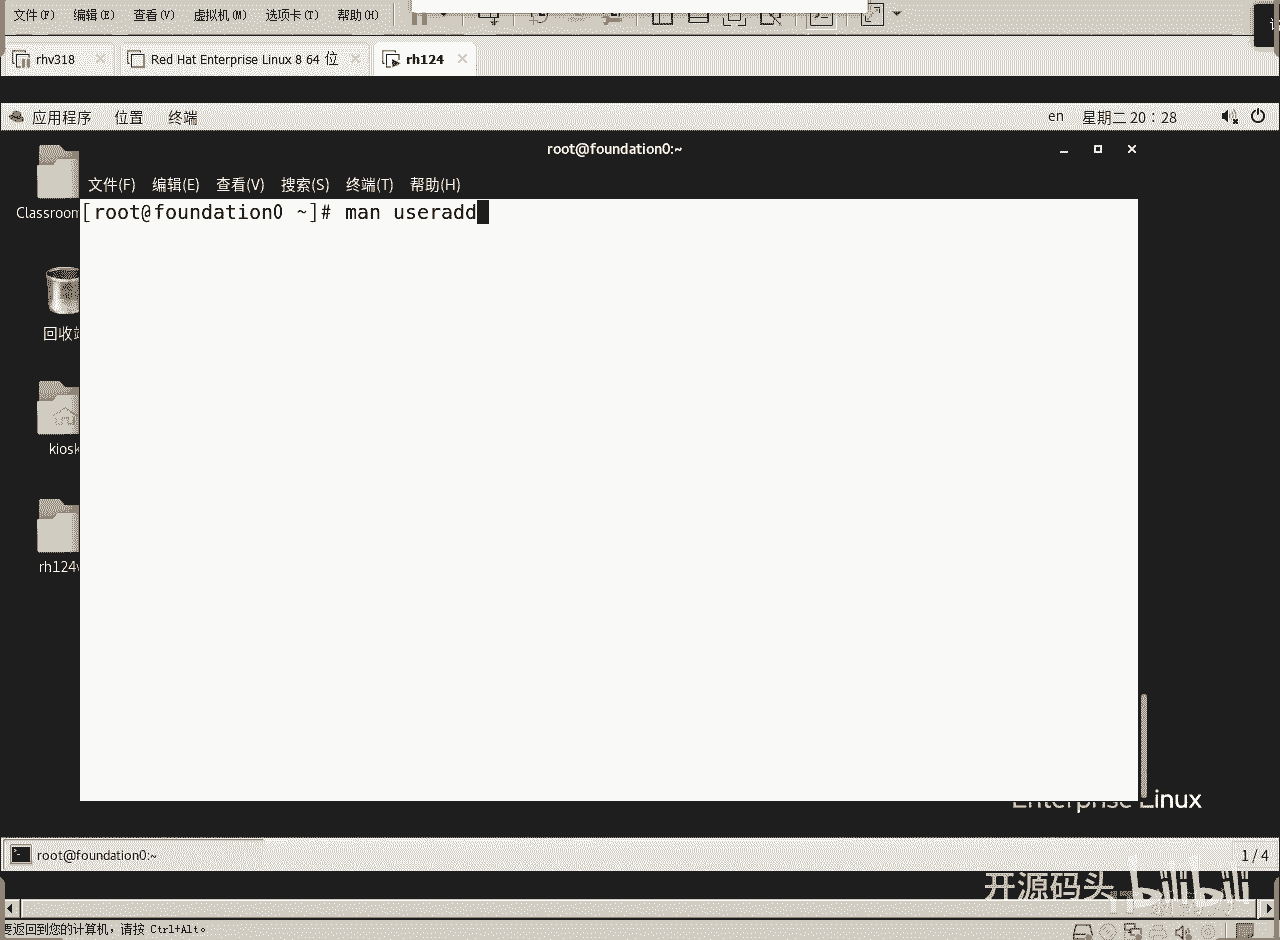 文件(F) 编辑(E) 查看(V) 虚拟机(M) 选项卡(T) 帮助(H)
rhv318 Red Hat Enterprise Linux 8 64 位 rh124
应用程序 位置 终端 en 星期二 20：28
root@foundation0:~
文件(F) 编辑(E) 查看(V) 搜索(S) 终端(T) 帮助(H)
Classroom
[root@foundation0 ~]# man useradd
回收站
kiosk
rh124v
Enterprise Linux
root@foundation0:~ 1 / 4
开源码头 bilibili
要返回到您的计算机，请按 Ctrl+Alt。